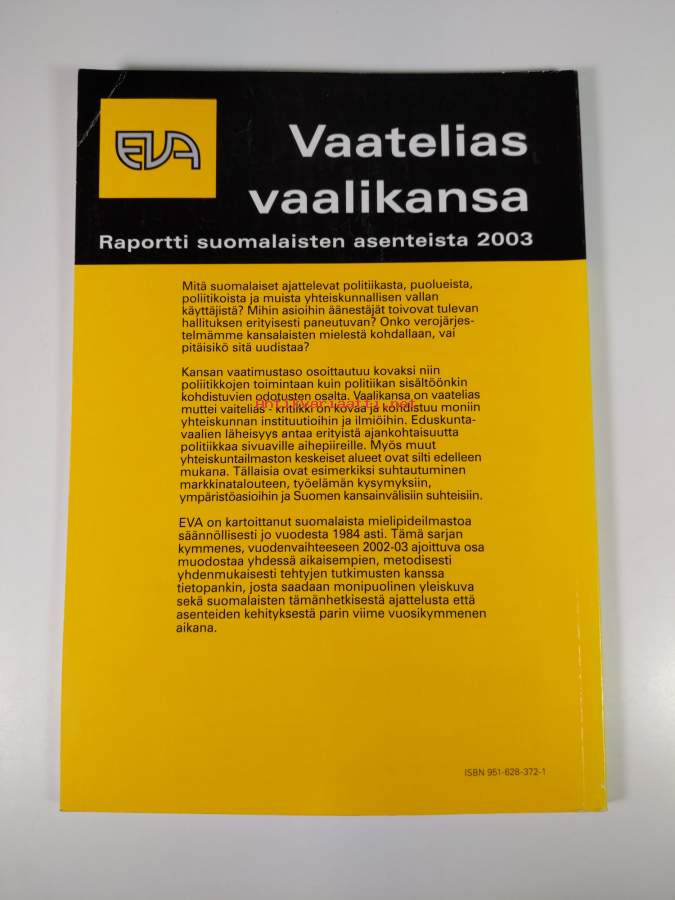 EVA
Vaatelias
vaalikansa
Raportti suomalaisten asenteista 2003
Mitä suomalaiset ajattelevat politiikasta, puolueista,
poliitikoista ja muista yhteiskunnallisen vallan
käyttäjistä? Mihin asioihin äänestäjät toivovat tulevan
hallituksen erityisesti paneutuvan? Onko verojärjes-
telmämme kansalaisten mielestä kohdallaan, vai
pitäisikö sitä uudistaa?
Kansan vaatimustaso osoittautuu kovaksi niin
poliitikkojen toimintaan kuin politiikan sisältöönkin
kohdistuvien odotusten osalta. Vaalikansa on vaatelias
muttei vaitelias - kritiikki on kovaa ja kohdistuu moniin
yhteiskunnan instituutioihin ja ilmiöihin. Eduskunta-
vaalien läheisyys antaa erityistä ajankohtaisuutta
politiikkaa sivuaville aihepiireille. Myös muut
yhteiskuntailmaston keskeiset alueet ovat silti edelleen
mukana. Tällaisia ovat esimerkiksi suhtautuminen
markkinatalouteen, työelämän kysymyksiin,
ympäristöasioihin ja Suomen kansainvälisiin suhteisiin.
EVA on kartoittanut suomalaista mielipideilmastoa
säännöllisesti jo vuodesta 1984 asti. Tämä sarjan
kymmenes, vuodenvaihteeseen 2002-03 ajoittuva osa
muodostaa yhdessä aikaisempien, metodisesti
yhdenmukaisesti tehtyjen tutkimusten kanssa
tietopankin, josta saadaan monipuolinen yleiskuva
sekä suomalaisten tämänhetkisestä ajattelusta että
asenteiden kehityksestä parin viime vuosikymmenen
aikana.
ISBN 951-628-372-1